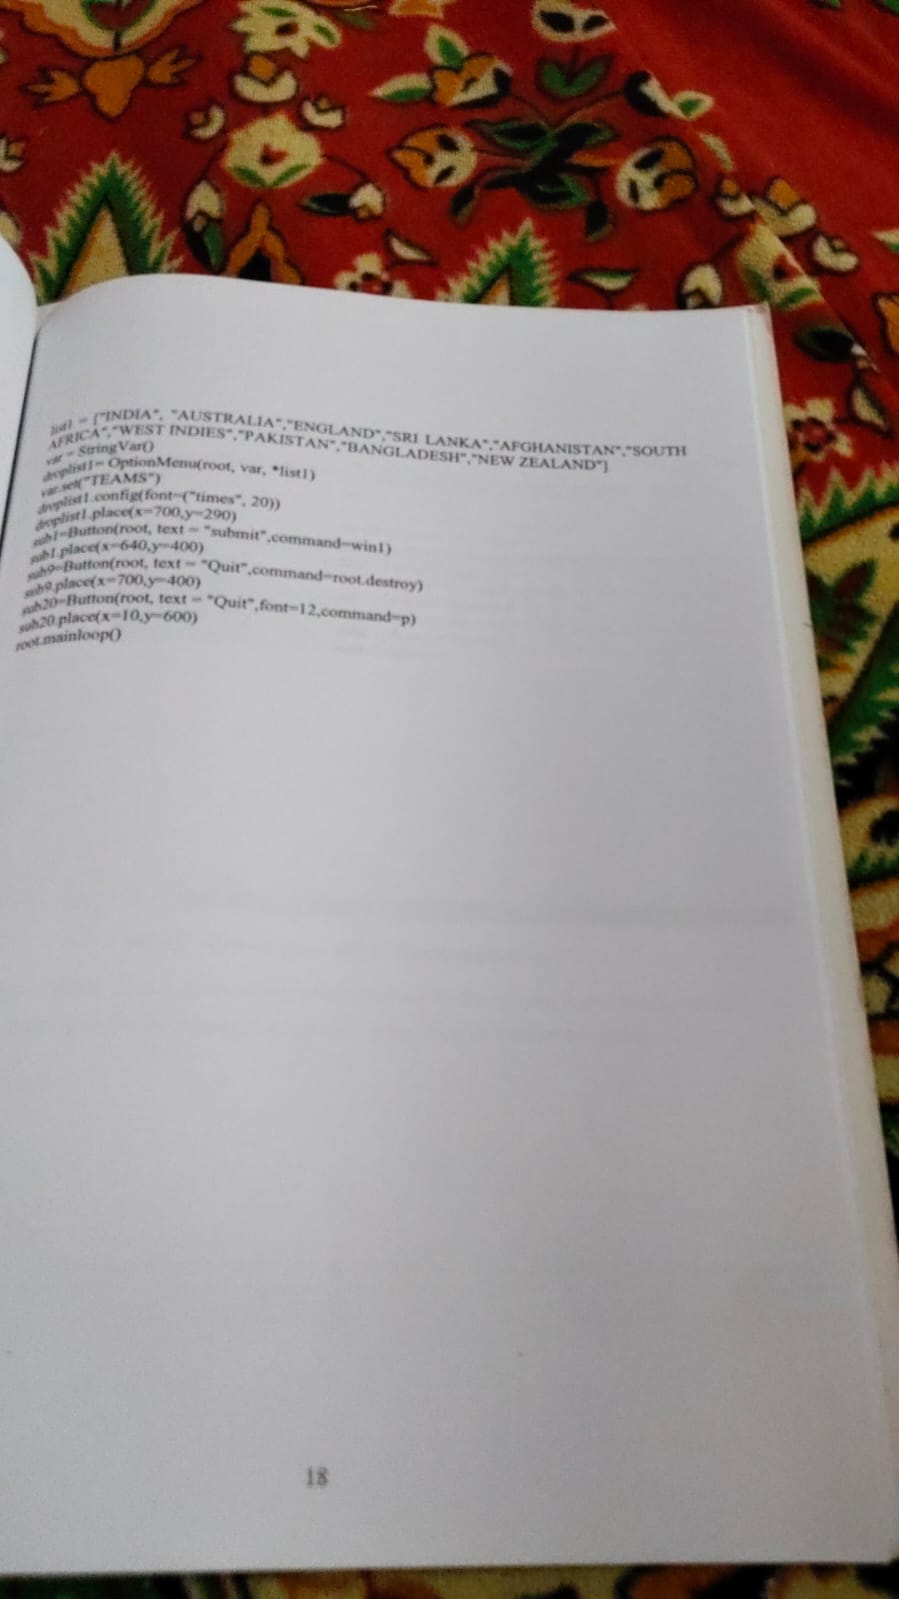 list1 = ["INDIA", "AUSTRALIA","ENGLAND","SRI LANKA","AFGHANISTAN","SOUTH
AFRICA","WEST INDIES","PAKISTAN","BANGLADESH","NEW ZEALAND"]
var = StringVar()
droplist1= OptionMenu(root, var, *list1)
var.set("TEAMS")
droplist1.config(font=("times", 20))
droplist1.place(x=700,y=290)
sub1=Button(root, text = "submit",command=win1)
sub1.place(x=640,y=400)
sub9=Button(root, text = "Quit",command=root.destroy)
sub9.place(x=700,y=400)
sub20=Button(root, text = "Quit",font=12,command=p)
sub20.place(x=10,y=600)
root.mainloop()
18